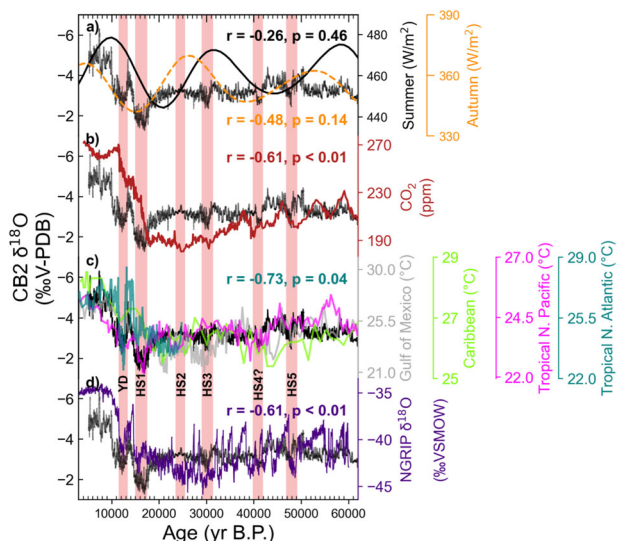 a)
r = -0.26, p = 0.46
r = -0.48, p = 0.14
−6
−4
−2
480
460
440
Summer (W/m²)
390
360
330
Autumn (W/m²)
b)
r = -0.61, p < 0.01
−6
−4
−2
270
230
190
CO₂
(ppm)
CB2 δ¹⁸O
(‰V-PDB)
c)
r = -0.73, p = 0.04
−6
−4
−2
30.0
25.5
21.0
Gulf of Mexico (°C)
29
27
25
Caribbean (°C)
27.0
24.5
22.0
Tropical N. Pacific (°C)
29.0
25.5
22.0
Tropical N. Atlantic (°C)
YD
HS1
HS2
HS3
HS4?
HS5
d)
r = -0.61, p < 0.01
−6
−4
−2
−35
−40
−45
NGRIP δ¹⁸O
(‰VSMOW)
10000 20000 30000 40000 50000 60000
Age (yr B.P.)